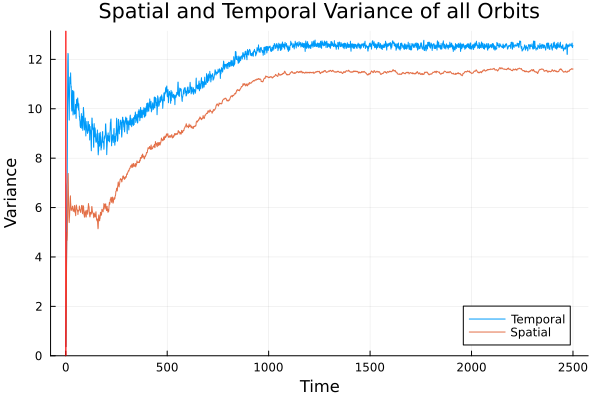 Spatial and Temporal Variance of all Orbits
Variance
12
10
8
6
4
2
0
0 500 1000 1500 2000 2500
Time
Temporal
Spatial